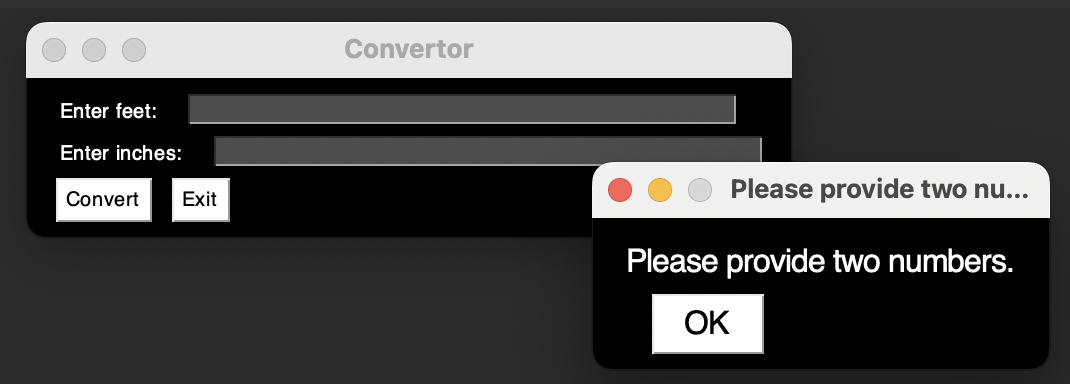 Convertor
Enter feet:
Enter inches:
Convert
Exit
Please provide two nu...
Please provide two numbers.
OK